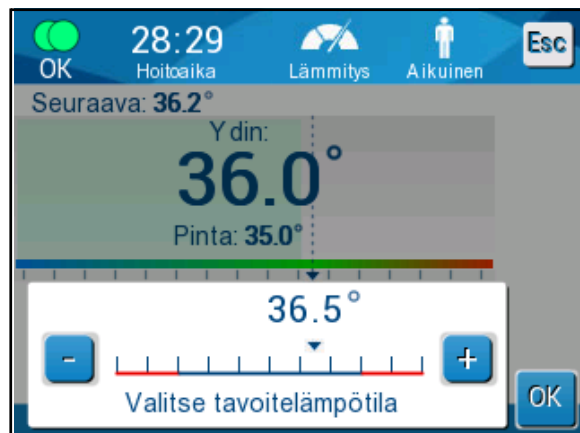 OK
28:29
Hoitoaika
Lämmitys
Aikuinen
Esc
Seuraava: 36.2°
Ydin:
36.0°
Pinta: 35.0°
36.5°
-
+
Valitse tavoitelämpötila
OK